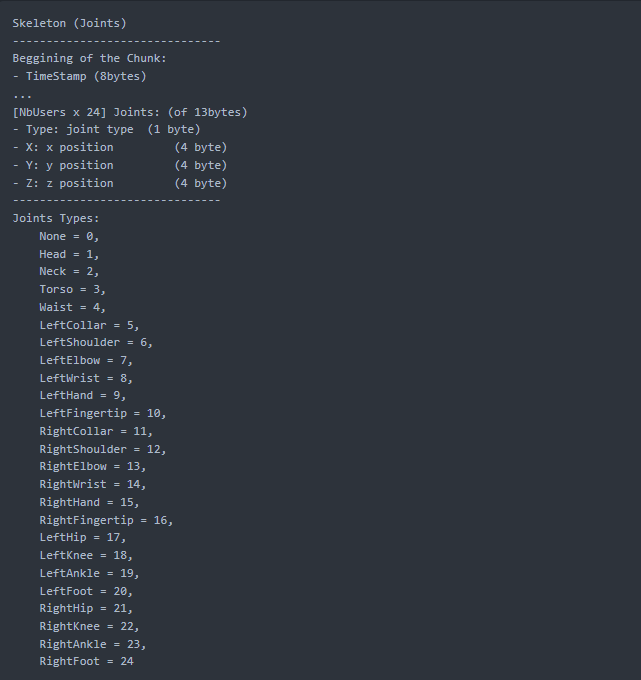 Skeleton (Joints)
-------------------------------
Beggining of the Chunk:
- TimeStamp (8bytes)
...
[NbUsers x 24] Joints: (of 13bytes)
- Type: joint type  (1 byte)
- X: x position         (4 byte)
- Y: y position         (4 byte)
- Z: z position         (4 byte)
-------------------------------
Joints Types:
    None = 0,
    Head = 1,
    Neck = 2,
    Torso = 3,
    Waist = 4,
    LeftCollar = 5,
    LeftShoulder = 6,
    LeftElbow = 7,
    LeftWrist = 8,
    LeftHand = 9,
    LeftFingertip = 10,
    RightCollar = 11,
    RightShoulder = 12,
    RightElbow = 13,
    RightWrist = 14,
    RightHand = 15,
    RightFingertip = 16,
    LeftHip = 17,
    LeftKnee = 18,
    LeftAnkle = 19,
    LeftFoot = 20,
    RightHip = 21,
    RightKnee = 22,
    RightAnkle = 23,
    RightFoot = 24